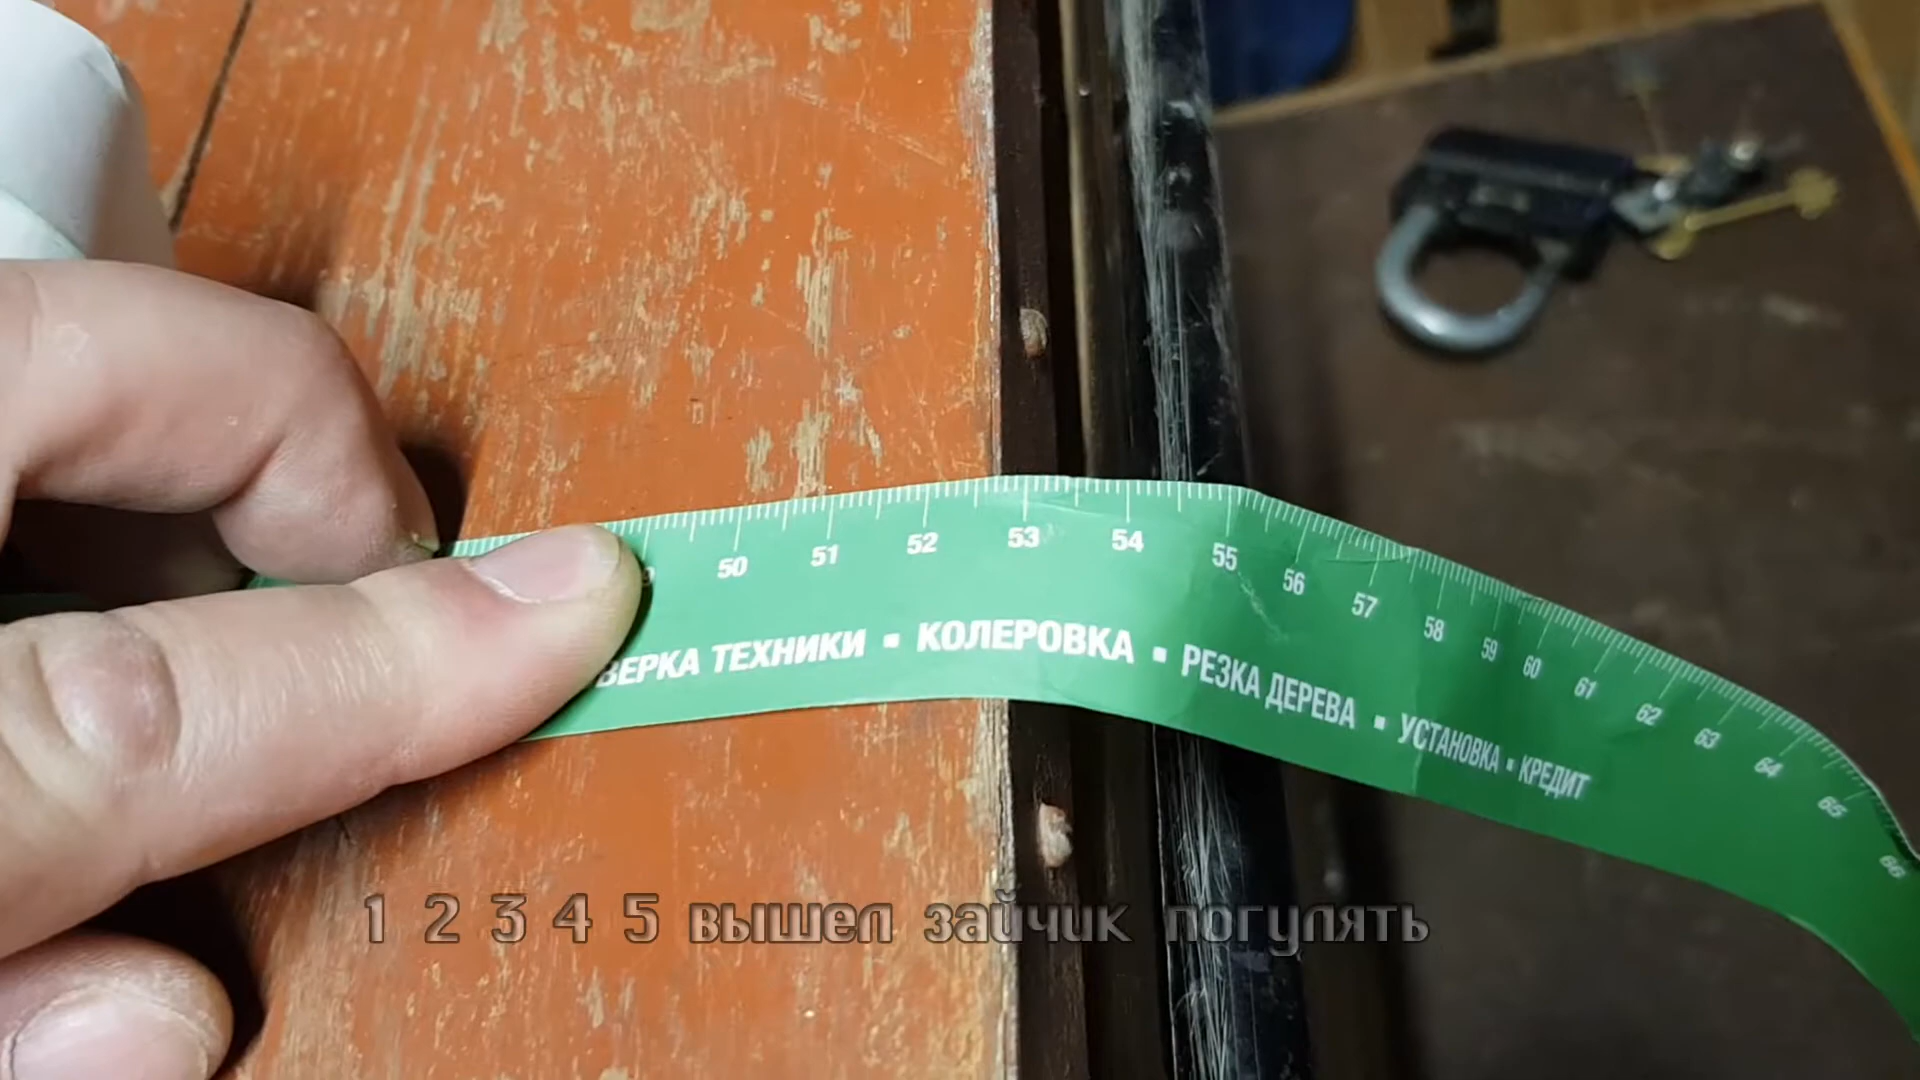 50 51 52 53 54 55 56 57 58 59 60 61 62 63 64 65 66
ВЕРКА ТЕХНИКИ ▪ КОЛЕРОВКА ▪ РЕЗКА ДЕРЕВА ▪ УСТАНОВКА ▪ КРЕДИТ
1 2 3 4 5 вышел зайчик погулять